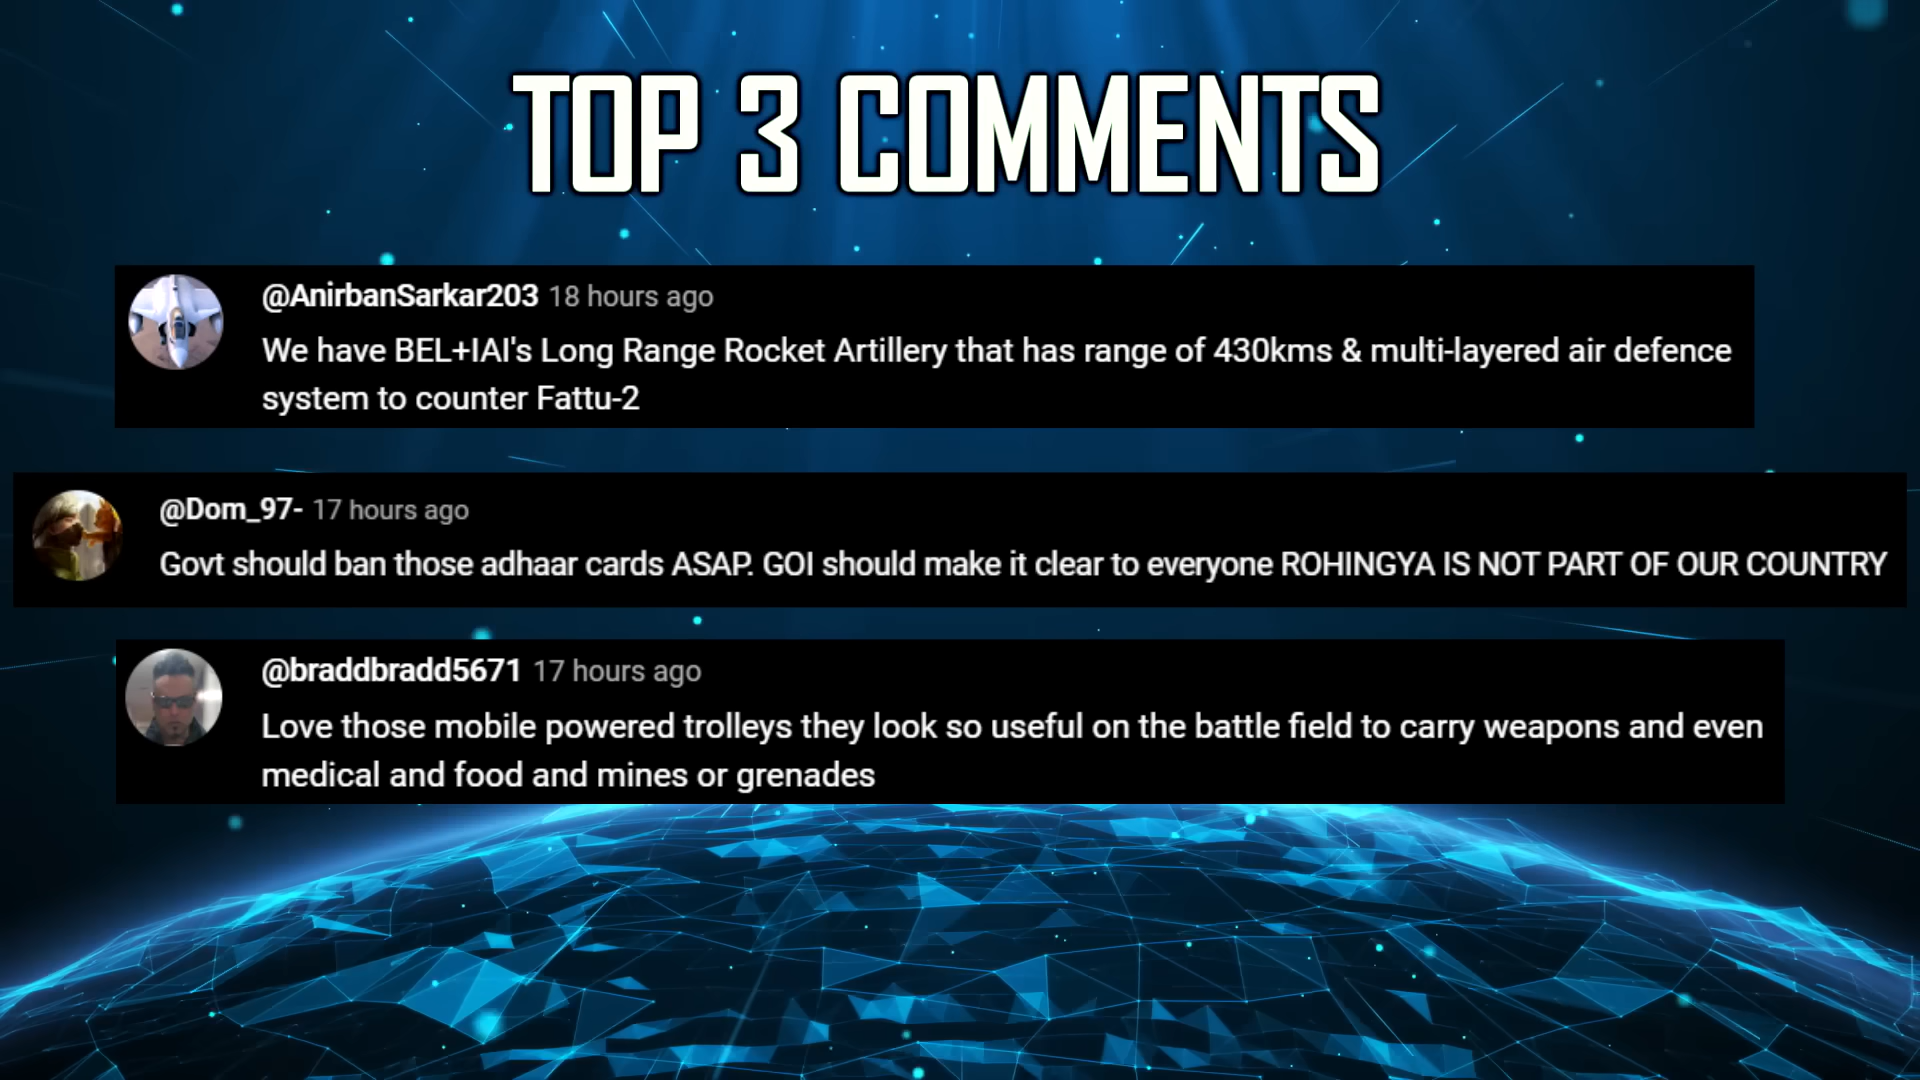 TOP 3 COMMENTS
@AnirbanSarkar203 18 hours ago
We have BEL+IAI's Long Range Rocket Artillery that has range of 430kms & multi-layered air defence
system to counter Fattu-2
@Dom_97- 17 hours ago
Govt should ban those adhaar cards ASAP. GOI should make it clear to everyone ROHINGYA IS NOT PART OF OUR COUNTRY
@braddbradd5671 17 hours ago
Love those mobile powered trolleys they look so useful on the battle field to carry weapons and even
medical and food and mines or grenades